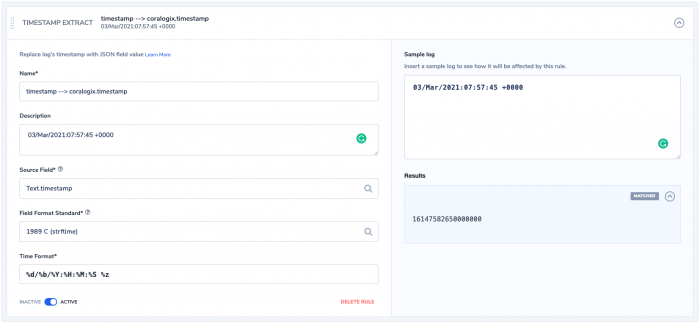 TIMESTAMP EXTRACT
timestamp --> coralogix.timestamp
03/Mar/2021:07:57:45 +0000
Replace log's timestamp with JSON field value Learn More
Name*
timestamp --> coralogix.timestamp
Description
03/Mar/2021:07:57:45 +0000
Source Field*
Text.timestamp
Field Format Standard*
1989 C (strftime)
Time Format*
%d/%b/%Y:%H:%M:%S %z
INACTIVE ACTIVE
DELETE RULE
Sample log
Insert a sample log to see how it will be affected by this rule.
03/Mar/2021:07:57:45 +0000
Results
MATCHED
16147582650000000